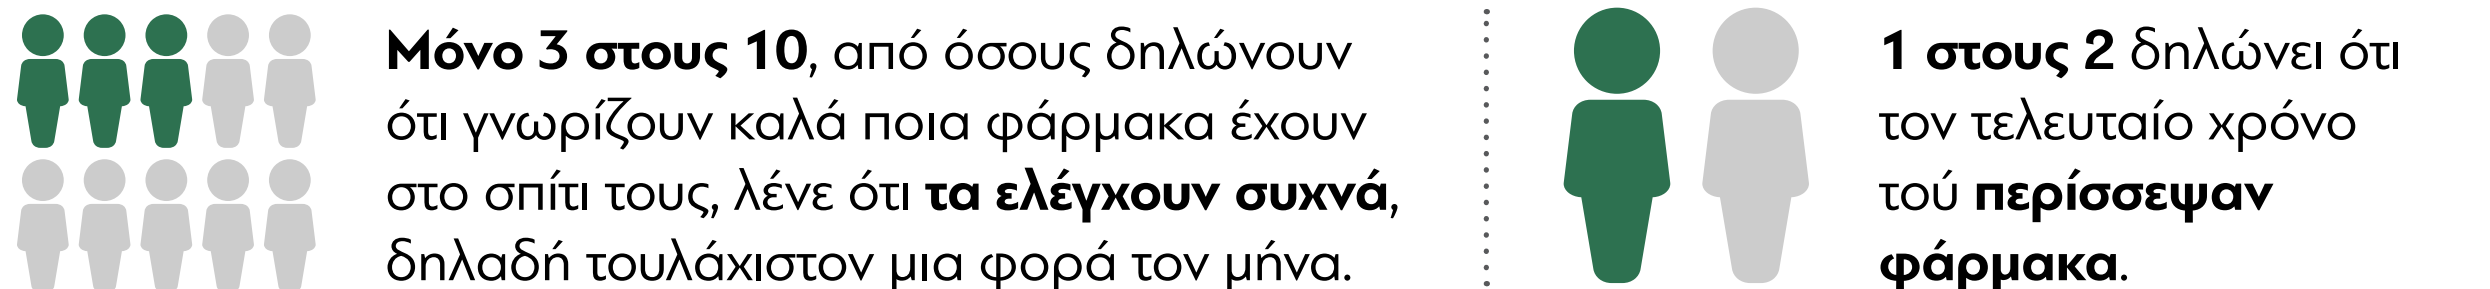 Μόνο 3 στους 10, από όσους δηλώνουν
ότι γνωρίζουν καλά ποια φάρμακα έχουν
στο σπίτι τους, λένε ότι τα ελέγχουν συχνά,
δηλαδή τουλάχιστον μια φορά τον μήνα.
1 στους 2 δηλώνει ότι
τον τελευταίο χρόνο
τού περίσσεψαν
φάρμακα.